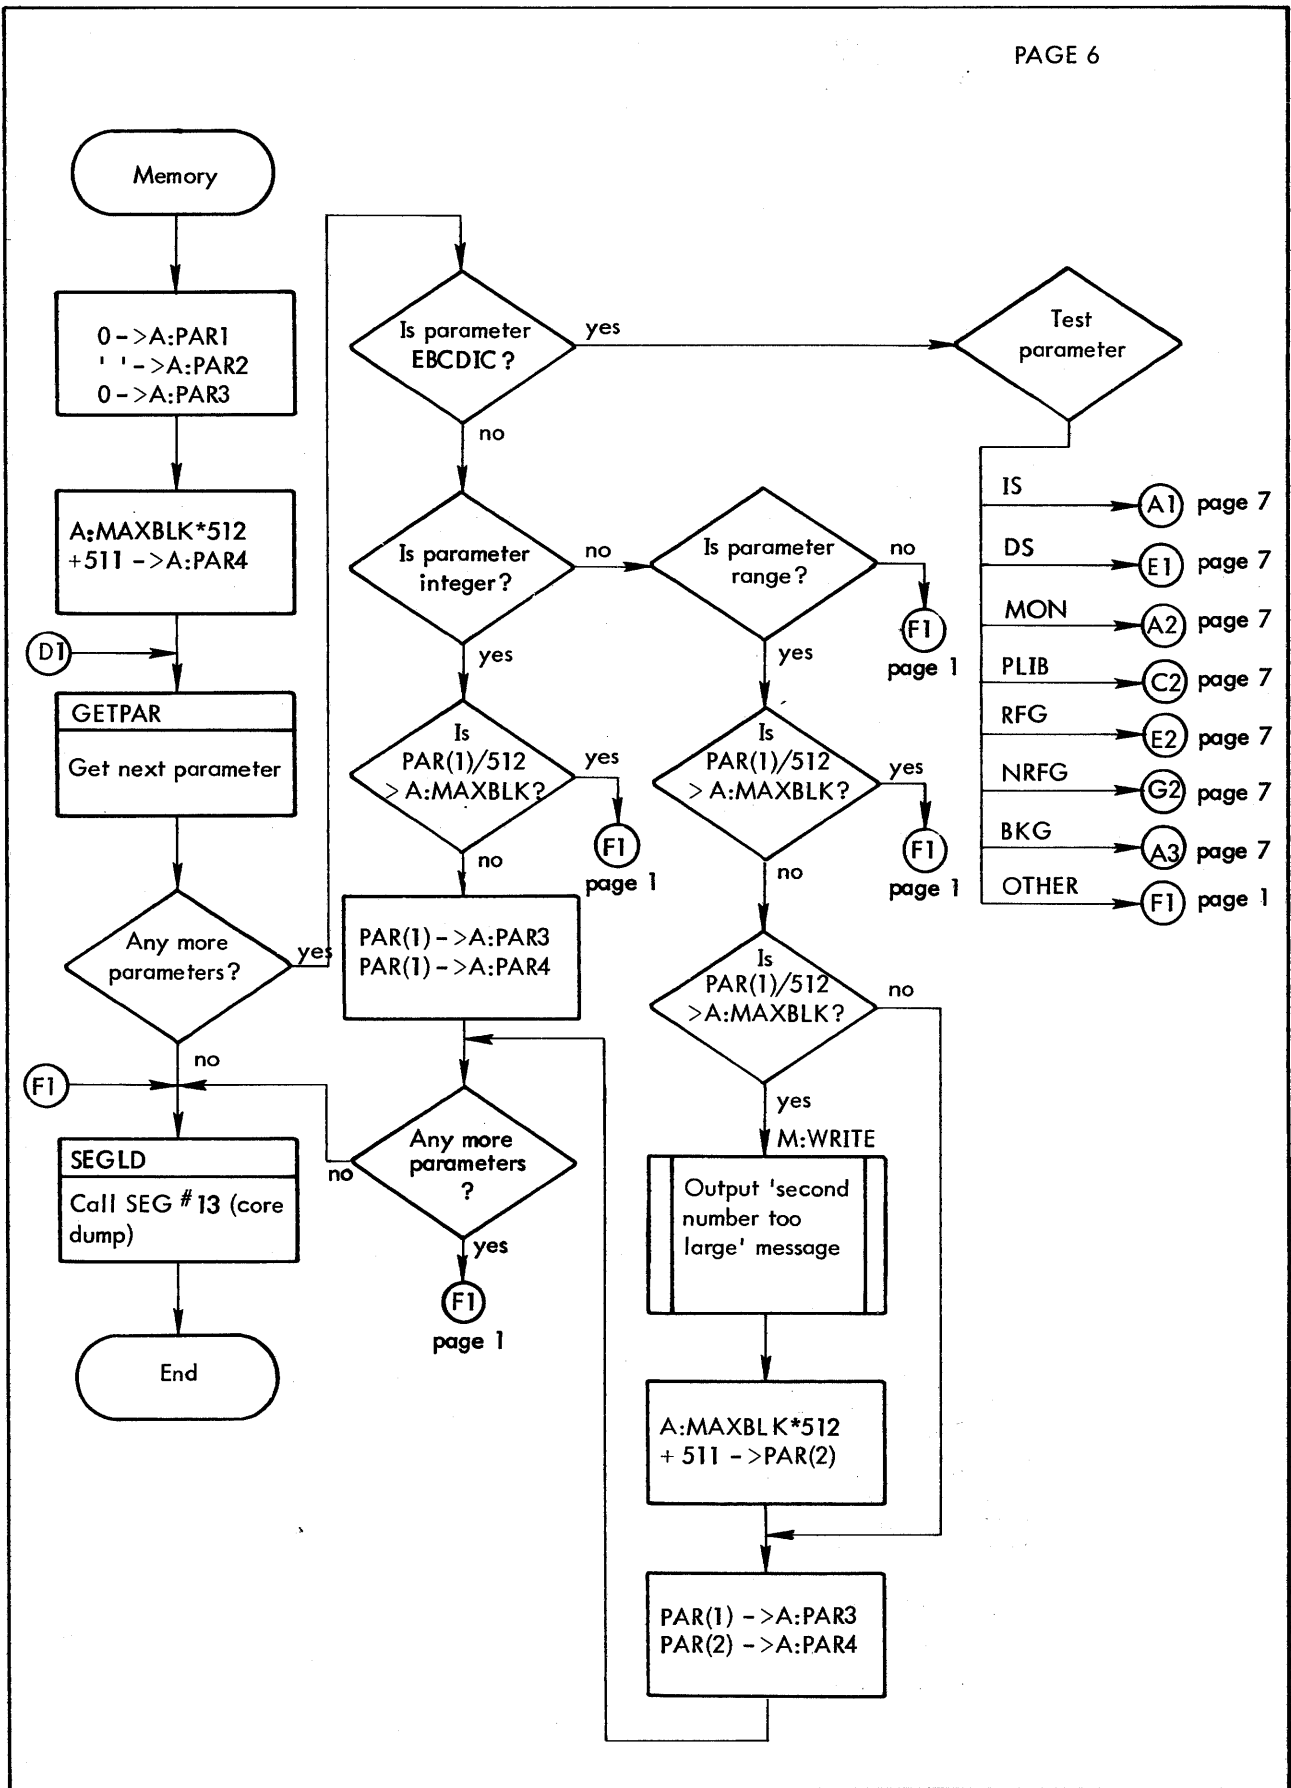 PAGE 6
Memory
0->A:PAR1
' '->A:PAR2
0->A:PAR3
A:MAXBLK*512
+511 ->A:PAR4
D1
GETPAR
Get next parameter
Any more
parameters?
yes
no
F1
SEGLD
Call SEG #13 (core
dump)
End
Is parameter
EBCDIC?
yes
no
Is parameter
integer?
no
yes
Is
PAR(1)/512
>A:MAXBLK?
yes
F1
page 1
no
PAR(1)->A:PAR3
PAR(1)->A:PAR4
Any more
parameters
?
no
yes
F1
page 1
Is parameter
range?
no
F1
page 1
yes
Is
PAR(1)/512
>A:MAXBLK?
yes
F1
page 1
no
Is
PAR(1)/512
>A:MAXBLK?
no
yes
M:WRITE
Output 'second
number too
large' message
A:MAXBLK*512
+ 511 ->PAR(2)
PAR(1) ->A:PAR3
PAR(2) ->A:PAR4
Test
parameter
IS
A1 page 7
DS
E1 page 7
MON
A2 page 7
PLIB
C2 page 7
RFG
E2 page 7
NRFG
G2 page 7
BKG
A3 page 7
OTHER
F1 page 1